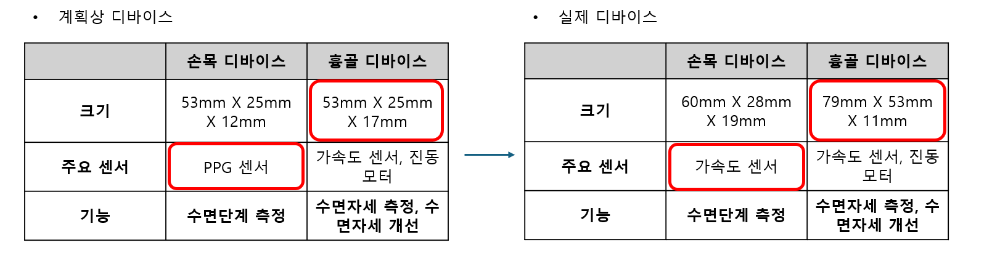 • 계획상 디바이스
손목 디바이스 흉골 디바이스
크기
53mm X 25mm
X 12mm
53mm X 25mm
X 17mm
주요 센서
PPG 센서
가속도 센서, 진동
모터
기능
수면단계 측정
수면자세 측정, 수
면자세 개선
• 실제 디바이스
손목 디바이스 흉골 디바이스
크기
60mm X 28mm
X 19mm
79mm X 53mm
X 11mm
주요 센서
가속도 센서
가속도 센서, 진동
모터
기능
수면단계 측정
수면자세 측정, 수
면자세 개선